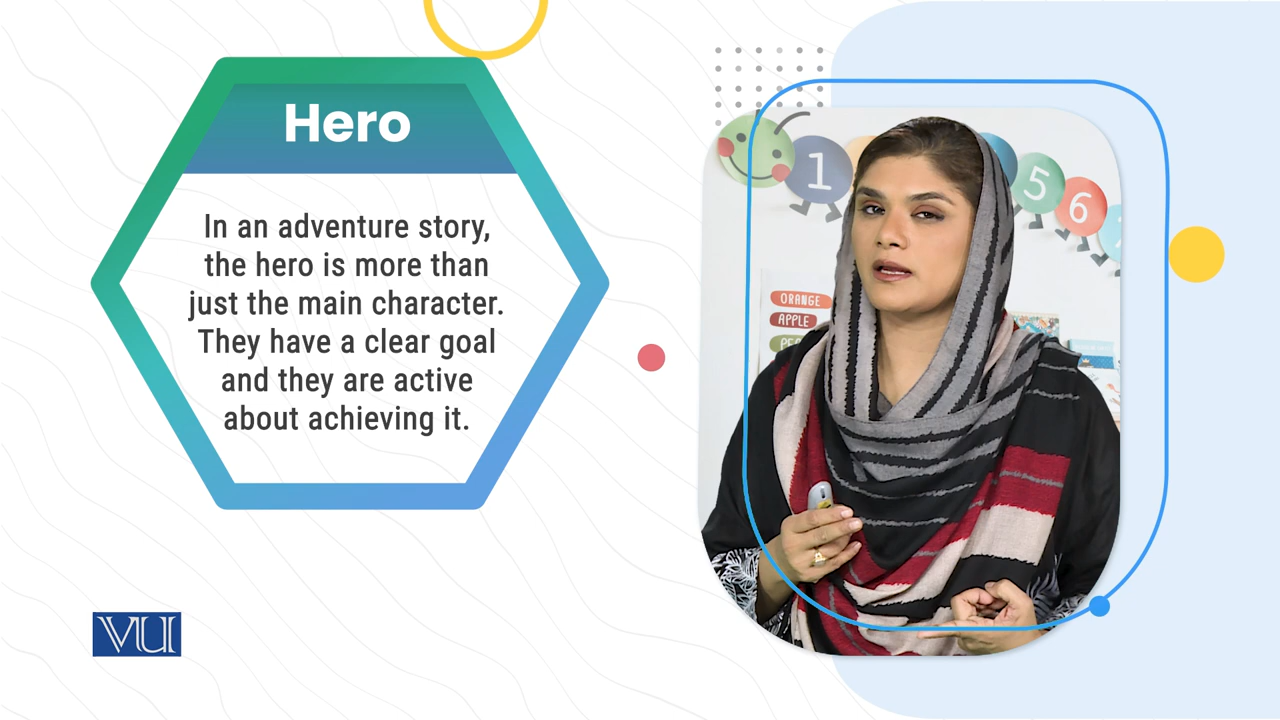 Hero
In an adventure story,
the hero is more than
just the main character.
They have a clear goal
and they are active
about achieving it.
VU
1
5
6
ORANGE
APPLE